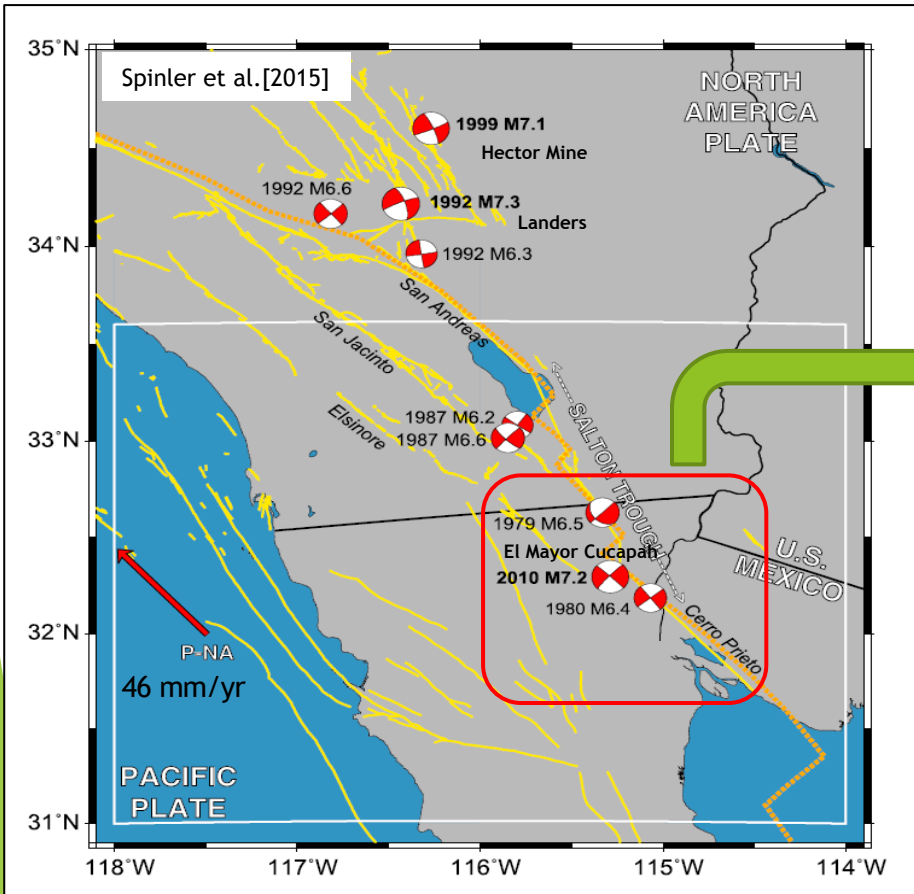 35°N
Spinler et al.[2015]
NORTH
AMERICA
PLATE
1999 M7.1
Hector Mine
1992 M6.6
1992 M7.3
Landers
34°N
1992 M6.3
San Andreas
San Jacinto
Elsinore
1987 M6.2
33°N
1987 M6.6
SALTON TROUGH
1979 M6.5
El Mayor Cucapah
2010 M7.2
1980 M6.4
U.S.
MEXICO
32°N
P-NA
46 mm/yr
Cerro Prieto
PACIFIC
PLATE
31°N
118°W
117°W
116°W
115°W
114°W